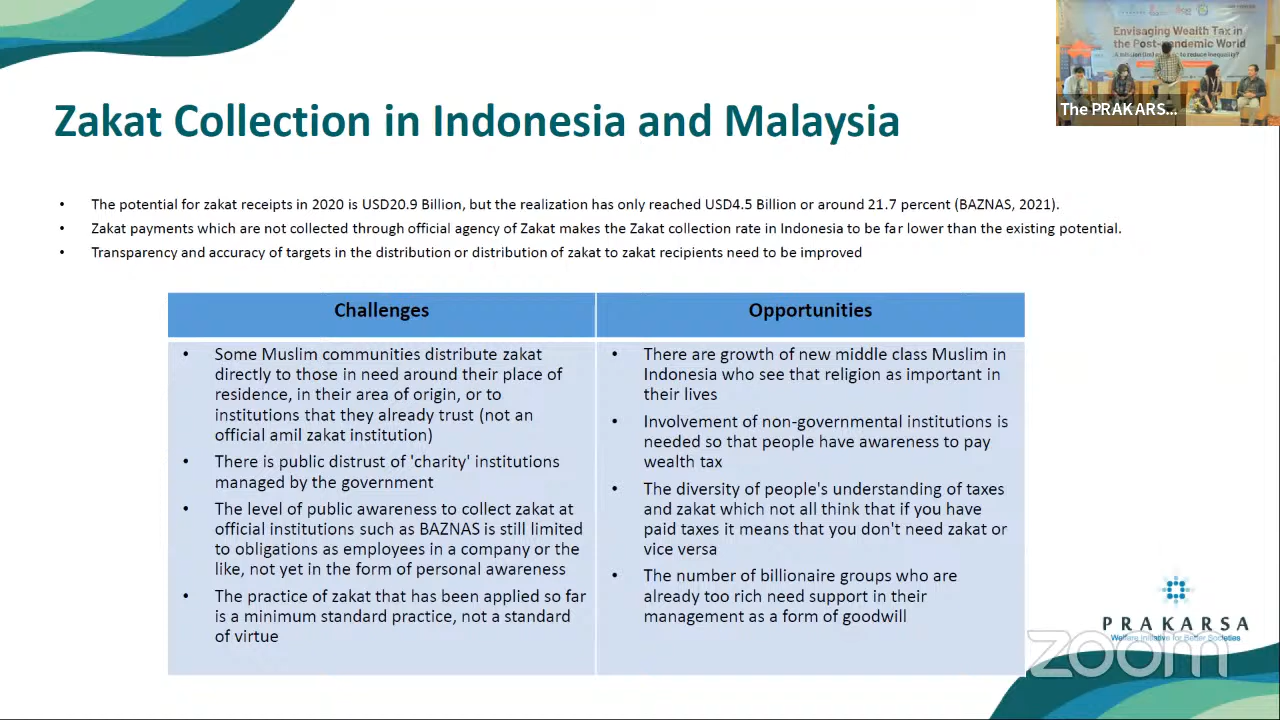 Envisaging Wealth Tax in
the Post-pandemic World
The PRAKARS...
Zakat Collection in Indonesia and Malaysia
• The potential for zakat receipts in 2020 is USD20.9 Billion, but the realization has only reached USD4.5 Billion or around 21.7 percent (BAZNAS, 2021).
• Zakat payments which are not collected through official agency of Zakat makes the Zakat collection rate in Indonesia to be far lower than the existing potential.
• Transparency and accuracy of targets in the distribution or distribution of zakat to zakat recipients need to be improved
Challenges
• Some Muslim communities distribute zakat
directly to those in need around their place of
residence, in their area of origin, or to
institutions that they already trust (not an
official amil zakat institution)
• There is public distrust of 'charity' institutions
managed by the government
• The level of public awareness to collect zakat at
official institutions such as BAZNAS is still limited
to obligations as employees in a company or the
like, not yet in the form of personal awareness
• The practice of zakat that has been applied so far
is a minimum standard practice, not a standard
of virtue
Opportunities
• There are growth of new middle class Muslim in
Indonesia who see that religion as important in
their lives
• Involvement of non-governmental institutions is
needed so that people have awareness to pay
wealth tax
• The diversity of people's understanding of taxes
and zakat which not all think that if you have
paid taxes it means that you don't need zakat or
vice versa
• The number of billionaire groups who are
already too rich need support in their
management as a form of goodwill
PRAKARSA
Welfare Initiative for Better Societies
zoom